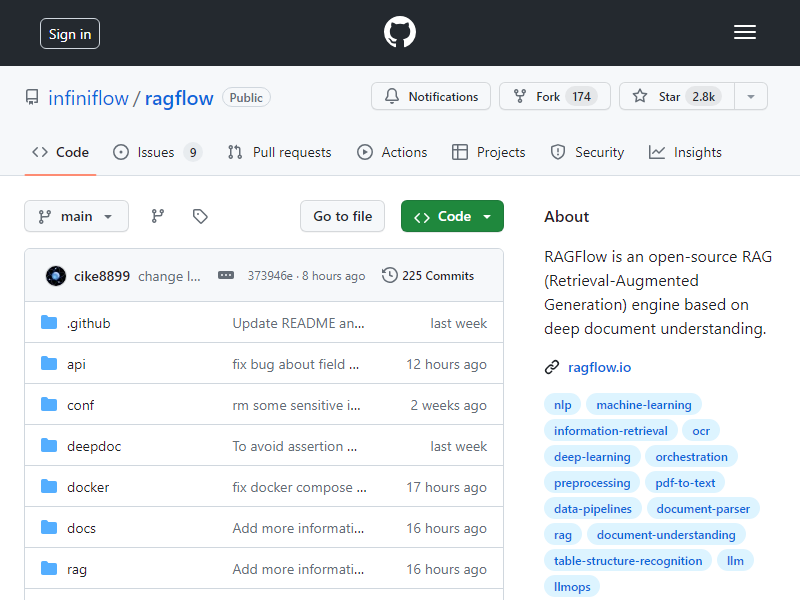 Sign in
infiniflow / ragflow Public
Notifications
Fork 174
Star 2.8k
Code
Issues 9
Pull requests
Actions
Projects
Security
Insights
main
Go to file
Code
cike8899 change l... 373946e · 8 hours ago 225 Commits
.github Update README an... last week
api fix bug about field ... 12 hours ago
conf rm some sensitive i... 2 weeks ago
deepdoc To avoid assertion ... last week
docker fix docker compose ... 17 hours ago
docs Add more informati... 16 hours ago
rag Add more informati... 16 hours ago
About
RAGFlow is an open-source RAG
(Retrieval-Augmented
Generation) engine based on
deep document understanding.
ragflow.io
nlp machine-learning
information-retrieval ocr
deep-learning orchestration
preprocessing pdf-to-text
data-pipelines document-parser
rag document-understanding
table-structure-recognition llm
llmops